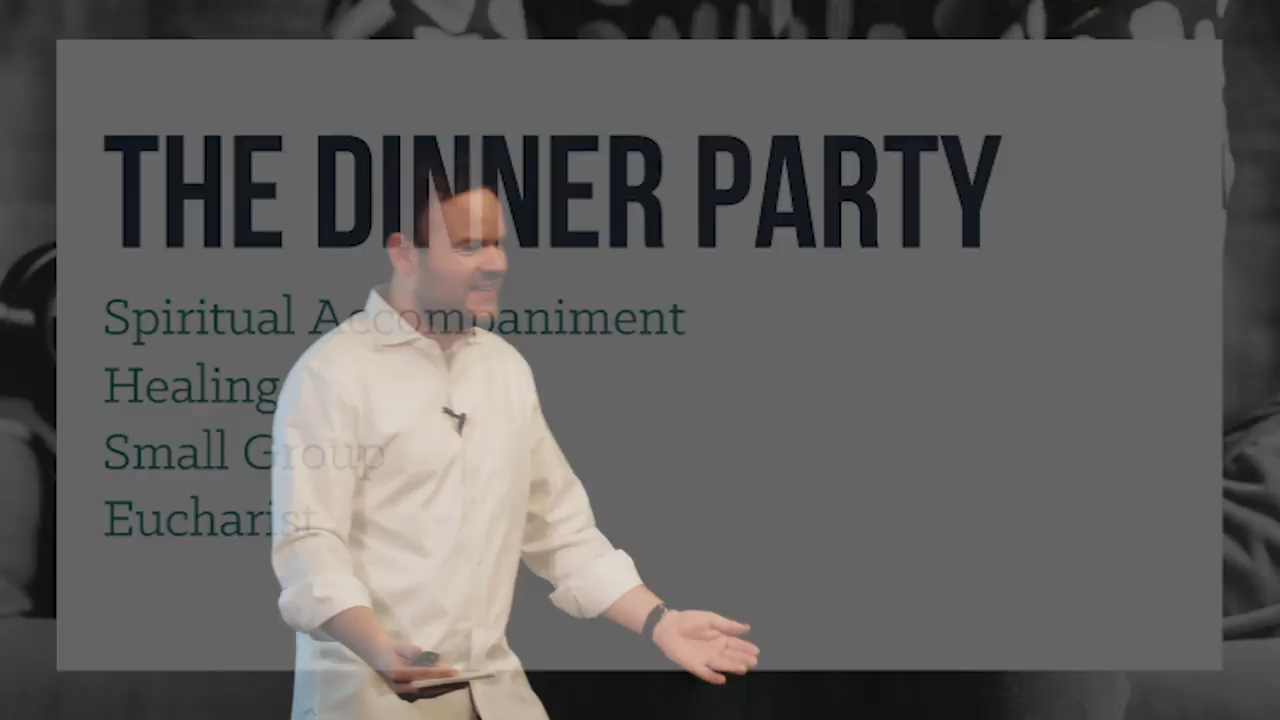 THE DINNER PARTY
Spiritual Accompaniment
Healing
Small Group
Eucharist